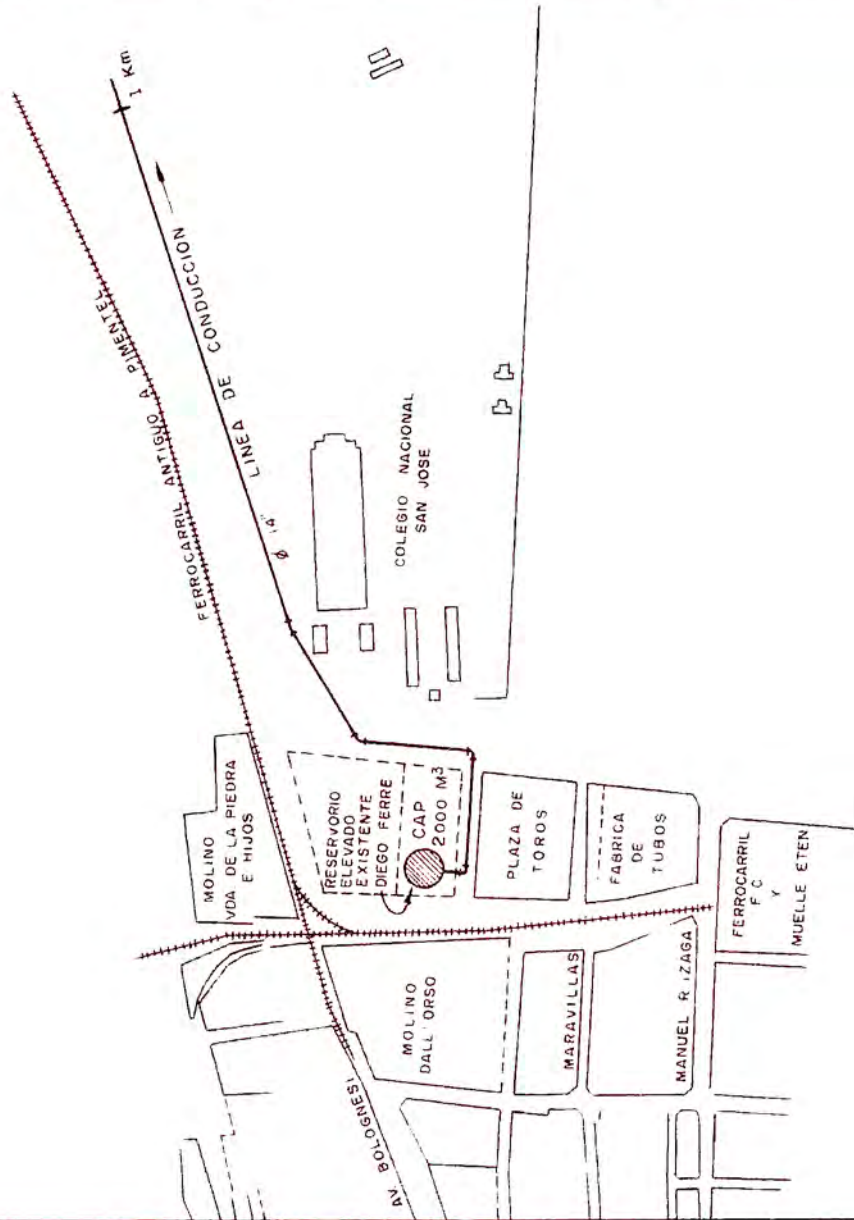 1 Km.
FERROCARRIL ANTIGUO A PIMENTEL
Ø 14" LINEA DE CONDUCCION
COLEGIO NACIONAL
SAN JOSE
MOLINO
VDA DE LA PIEDRA
E HIJOS
RESERVORIO
ELEVADO
EXISTENTE
DIEGO FERRE
CAP
2000 M3
PLAZA DE
TOROS
FABRICA
DE
TUBOS
FERROCARRIL
F C
Y
MUELLE ETEN
MOLINO
DALL'ORSO
MARAVILLAS
MANUEL R IZAGA
AV. BOLOGNESI